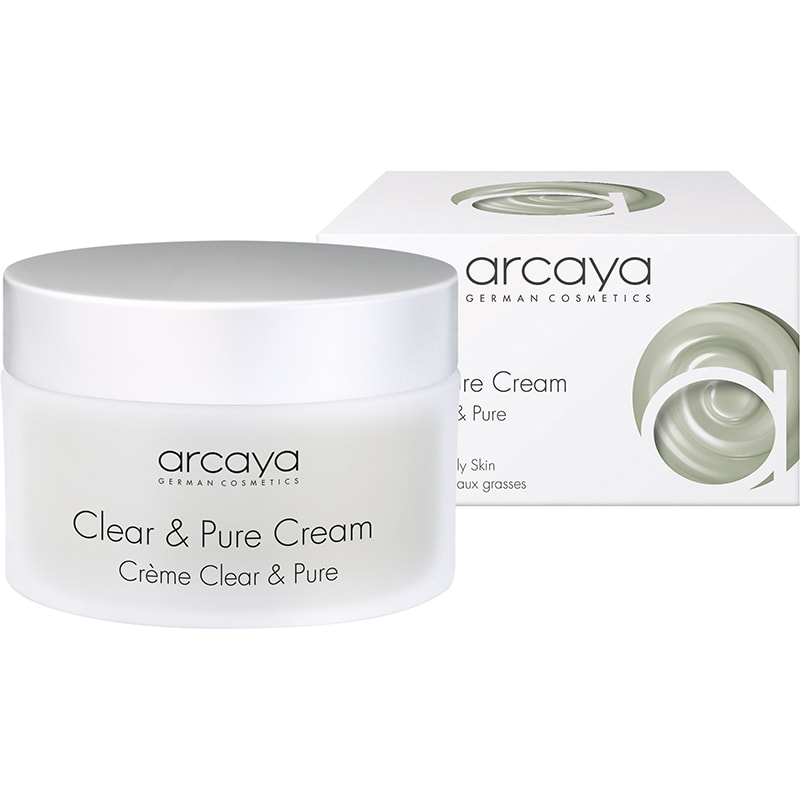 arcaya
GERMAN COSMETICS
Clear & Pure Cream
Crème Clear & Pure
arcaya
GERMAN COSMETICS
re Cream
& Pure
ly Skin
aux grasses